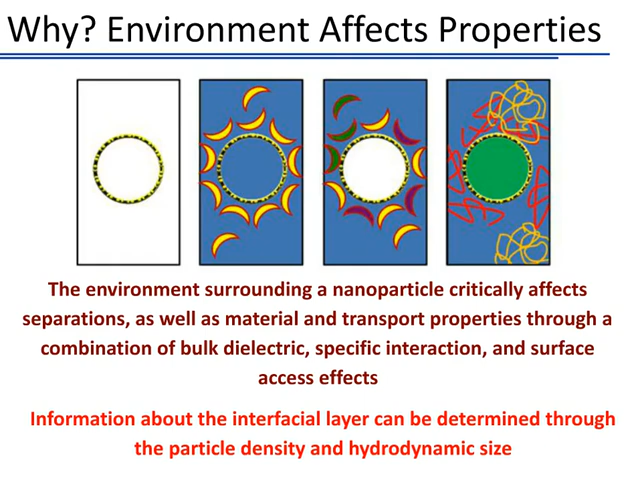 Why? Environment Affects Properties
The environment surrounding a nanoparticle critically affects
separations, as well as material and transport properties through a
combination of bulk dielectric, specific interaction, and surface
access effects
Information about the interfacial layer can be determined through
the particle density and hydrodynamic size